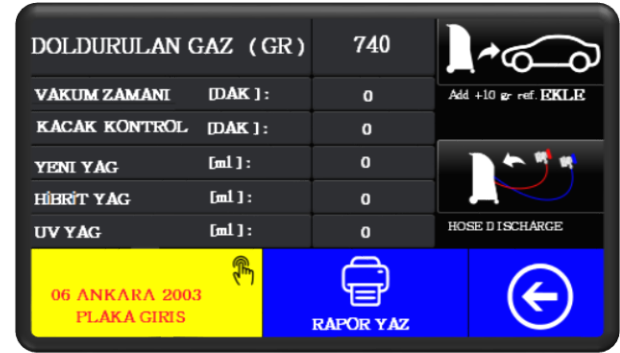 DOLDURULAN GAZ (GR) 740
VAKUM ZAMANI [DAK]: 0
KACAK KONTROL [DAK]: 0
YENI YAG [ml]: 0
HİBRİT YAG [ml]: 0
UV YAG [ml]: 0
Add +10 gr ref. EKLE
HOSE DISCHARGE
06 ANKARA 2003
PLAKA GIRIS
RAPOR YAZ